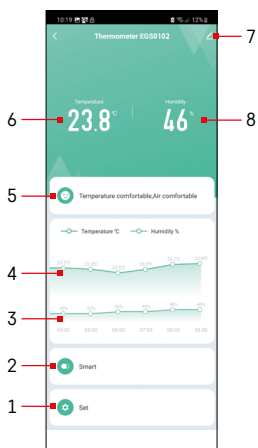 10:19 12%
Thermometer EGS0102
7
Temperature Humidity
6 23.8 °C 46 % 8
5 Temperature comfortable,Air comfortable
Temperature ℃ Humidity %
4
3
04:00 05:00 06:00 07:00 08:00 09:00
2 Smart
1 Set